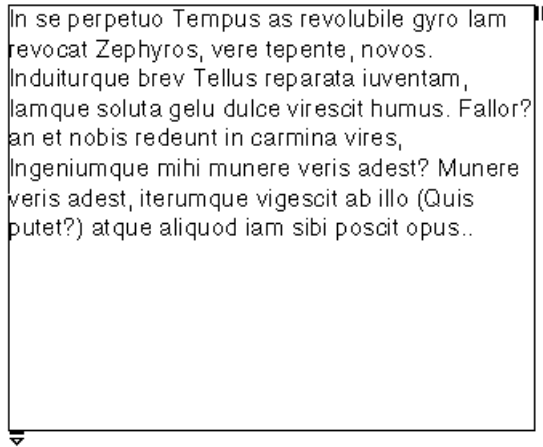 In se perpetuo Tempus as revolubile gyro Iam
revocat Zephyros, vere tepente, novos.
Induiturque brev Tellus reparata iuventam,
Iamque soluta gelu dulce virescit humus. Fallor?
an et nobis redeunt in carmina vires,
Ingeniumque mihi munere veris adest? Munere
veris adest, iterumque vigescit ab illo (Quis
putet?) atque aliquod iam sibi poscit opus..